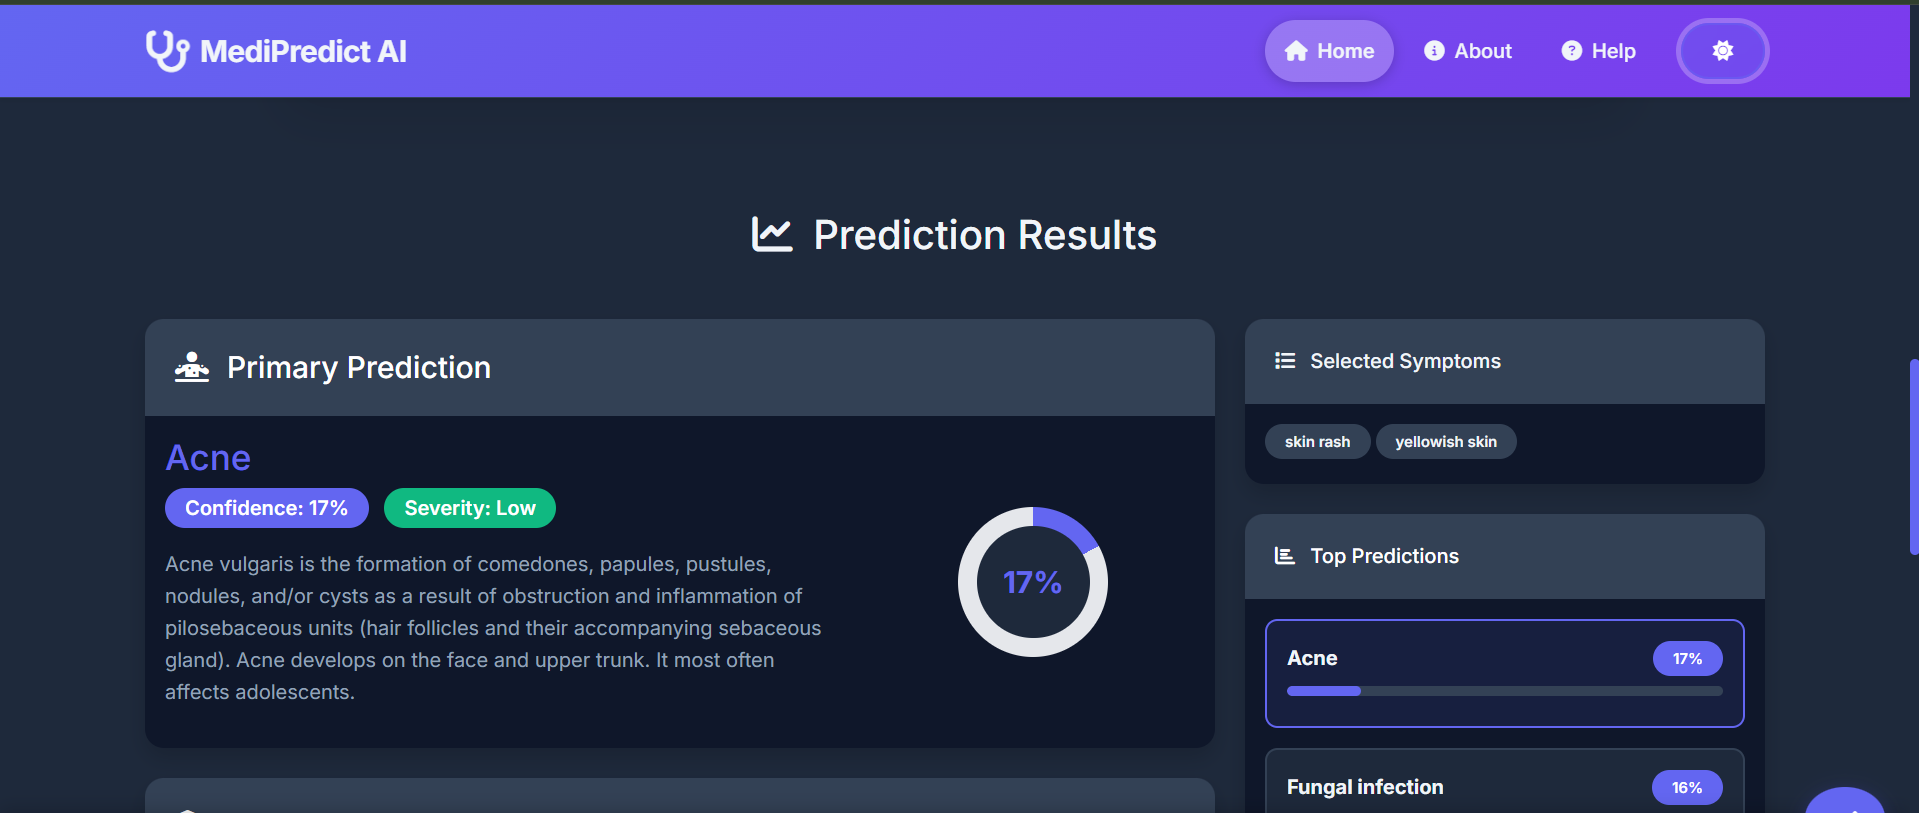 MediPredict AI
Home
About
Help
Prediction Results
Primary Prediction
Acne
Confidence: 17%
Severity: Low
Acne vulgaris is the formation of comedones, papules, pustules,
nodules, and/or cysts as a result of obstruction and inflammation of
pilosebaceous units (hair follicles and their accompanying sebaceous
gland). Acne develops on the face and upper trunk. It most often
affects adolescents.
17%
Selected Symptoms
skin rash
yellowish skin
Top Predictions
Acne
17%
Fungal infection
16%